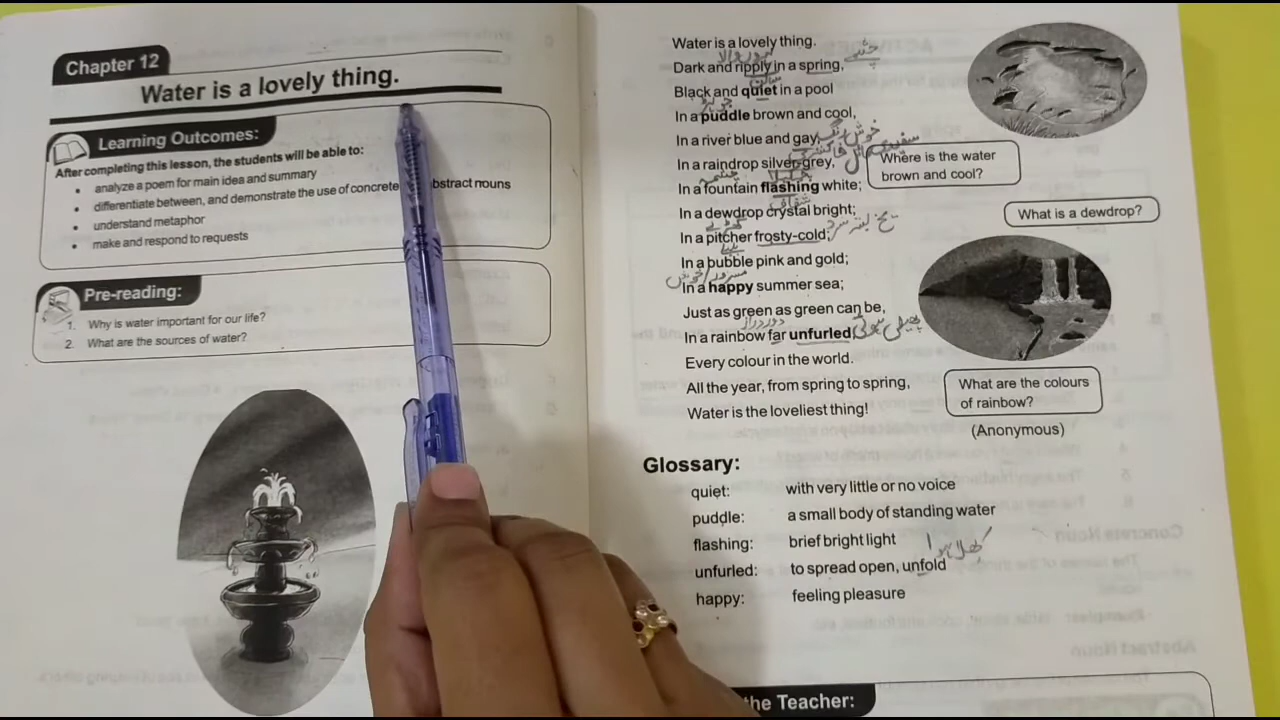 Chapter 12
Water is a lovely thing.
Learning Outcomes:
After completing this lesson, the students will be able to:
analyze a poem for main idea and summary
differentiate between, and demonstrate the use of concrete abstract nouns
understand metaphor
make and respond to requests
Pre-reading:
1. Why is water important for our life?
2. What are the sources of water?
Water is a lovely thing.
Dark and ripply in a spring,
Black and quiet in a pool
In a puddle brown and cool,
In a river blue and gay,
In a raindrop silver-grey,
In a fountain flashing white;
In a dewdrop crystal bright;
In a pitcher frosty-cold;
In a bubble pink and gold;
In a happy summer sea;
Just as green as green can be,
In a rainbow far unfurled
Every colour in the world.
All the year, from spring to spring,
Water is the loveliest thing!
(Anonymous)
Where is the water
brown and cool?
What is a dewdrop?
What are the colours
of rainbow?
Glossary:
quiet: with very little or no voice
puddle: a small body of standing water
flashing: brief bright light
unfurled: to spread open, unfold
happy: feeling pleasure
the Teacher: